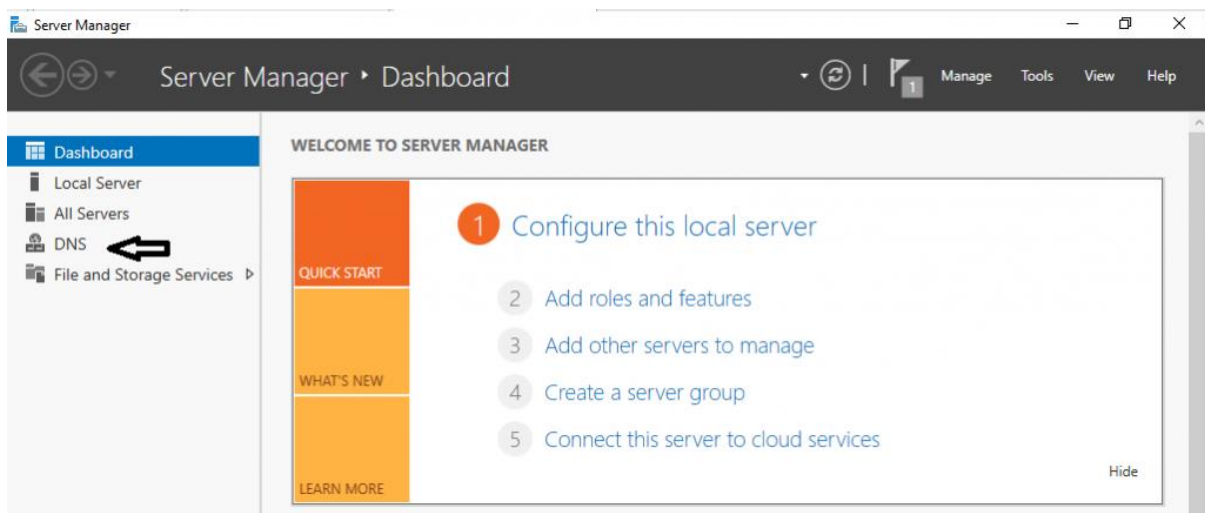 Server Manager
Server Manager ‣ Dashboard
1
Manage Tools View Help
Dashboard
Local Server
All Servers
DNS
File and Storage Services
WELCOME TO SERVER MANAGER
QUICK START
WHAT'S NEW
LEARN MORE
1 Configure this local server
2 Add roles and features
3 Add other servers to manage
4 Create a server group
5 Connect this server to cloud services
Hide